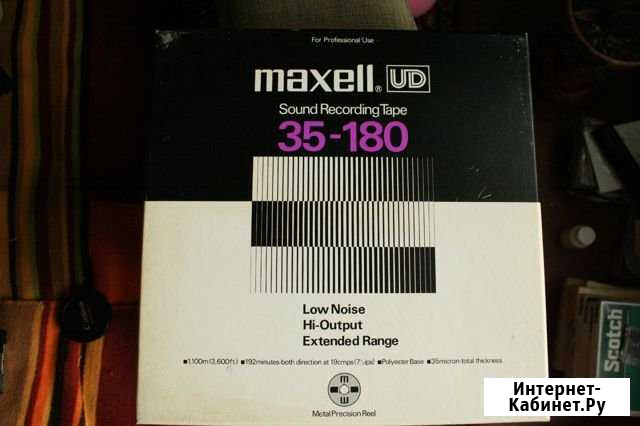 For Professional Use
maxell® UD
Sound Recording Tape
35-180
Low Noise
Hi-Output
Extended Range
■1,100m(3,600ft.) ■192minutes·both direction at 19cmps(7½ips) ■Polyester Base ■35micron·total thickness
Metal Precision Reel
Scotch
Интернет-
Кабинет.Ру